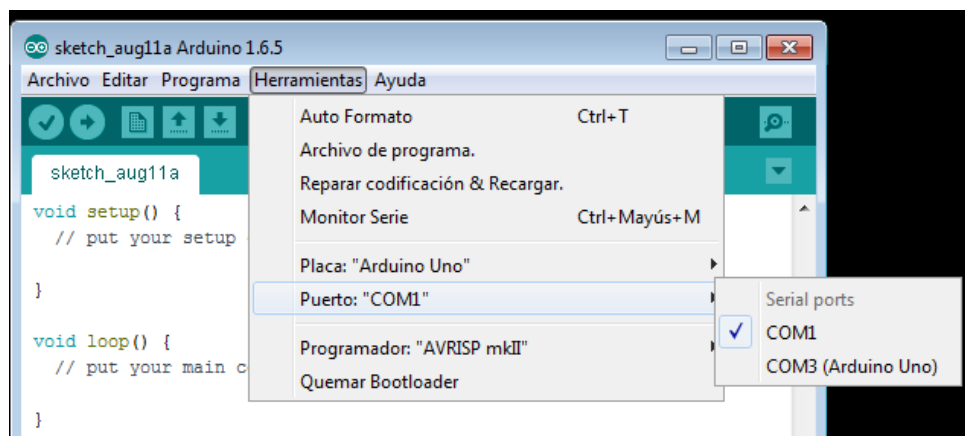 sketch_aug11a Arduino 1.6.5
Archivo Editar Programa Herramientas Ayuda
sketch_aug11a
Auto Formato Ctrl+T
Archivo de programa.
Reparar codificación & Recargar.
Monitor Serie Ctrl+Mayús+M
Placa: "Arduino Uno"
Puerto: "COM1"
Programador: "AVRISP mkII"
Quemar Bootloader
Serial ports
COM1
COM3 (Arduino Uno)
void setup() {
// put your setup
}
void loop() {
// put your main c
}